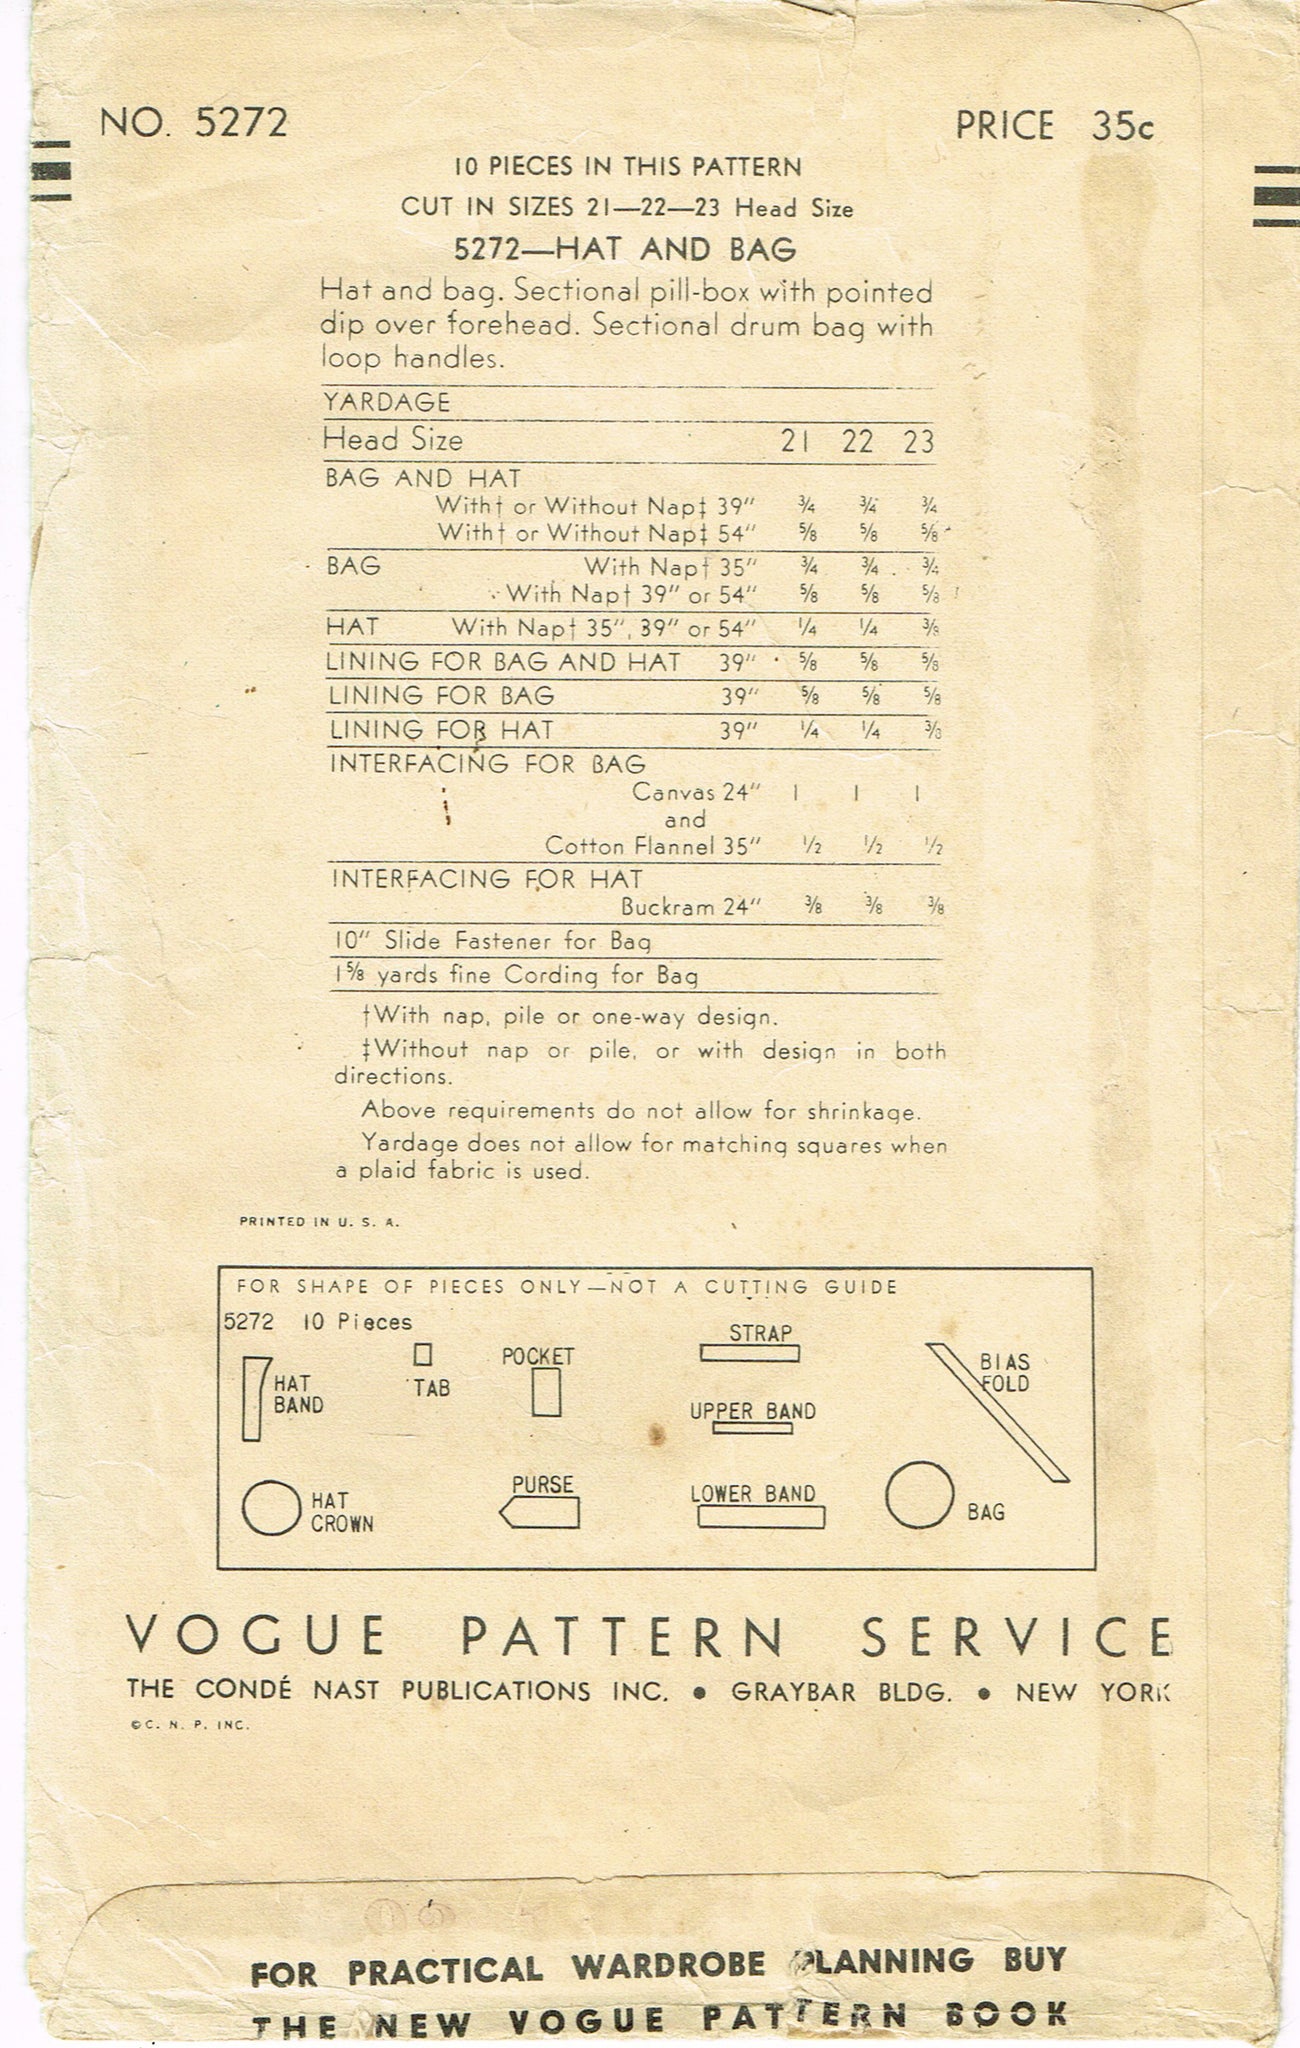 NO. 5272 PRICE 35c
10 PIECES IN THIS PATTERN
CUT IN SIZES 21—22—23 Head Size
5272—HAT AND BAG
Hat and bag. Sectional pill-box with pointed
dip over forehead. Sectional drum bag with
loop handles.
YARDAGE
Head Size 21 22 23
BAG AND HAT
With† or Without Nap‡ 39" ¾ ¾ ¾
With† or Without Nap‡ 54" ⅝ ⅝ ⅝
BAG With Nap† 35" ¾ ¾ ¾
With Nap† 39" or 54" ⅝ ⅝ ⅝
HAT With Nap† 35", 39" or 54" ¼ ¼ ⅜
LINING FOR BAG AND HAT 39" ⅝ ⅝ ⅝
LINING FOR BAG 39" ⅝ ⅝ ⅝
LINING FOR HAT 39" ¼ ¼ ⅜
INTERFACING FOR BAG
Canvas 24" 1 1 1
and
Cotton Flannel 35" ½ ½ ½
INTERFACING FOR HAT
Buckram 24" ⅜ ⅜ ⅜
10" Slide Fastener for Bag
1⅝ yards fine Cording for Bag
†With nap, pile or one-way design.
‡Without nap or pile, or with design in both
directions.
Above requirements do not allow for shrinkage.
Yardage does not allow for matching squares when
a plaid fabric is used.
PRINTED IN U. S. A.
FOR SHAPE OF PIECES ONLY—NOT A CUTTING GUIDE
5272 10 Pieces
HAT
BAND
TAB
POCKET
STRAP
BIAS
FOLD
UPPER BAND
HAT
CROWN
PURSE
LOWER BAND
BAG
VOGUE PATTERN SERVICE
THE CONDÉ NAST PUBLICATIONS INC. • GRAYBAR BLDG. • NEW YORK
©C. N. P. INC.
FOR PRACTICAL WARDROBE PLANNING BUY
THE NEW VOGUE PATTERN BOOK